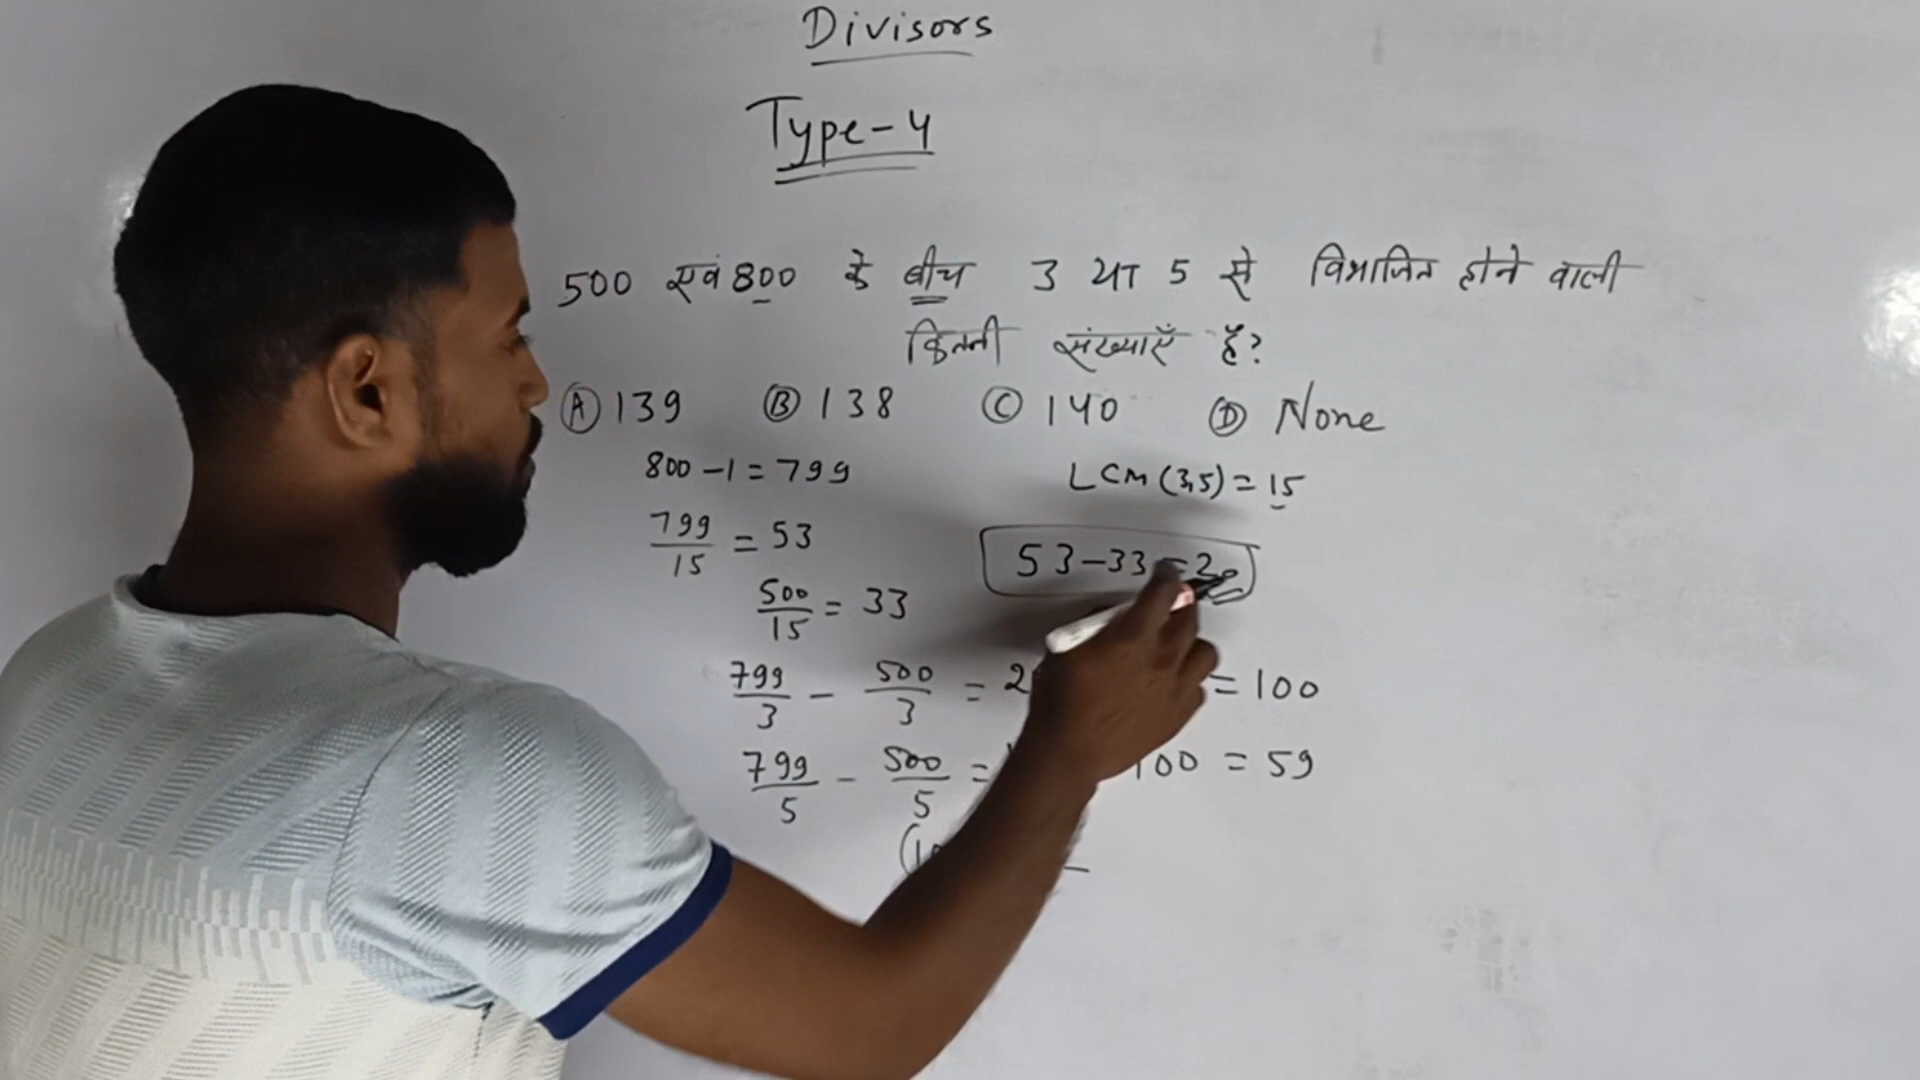 Divisors
Type-4
500 एवं 800 के बीच 3 या 5 से विभाजित होने वाली
कितनी संख्याएँ हैं?
Ⓐ 139 Ⓑ 138 Ⓒ 140 Ⓓ None
800-1=799 LCM (3,5) = 15
799/15 = 53 53-33=20
500/15 = 33
799/3 - 500/3 = 2 = 100
799/5 - 500/5 = 100 = 59